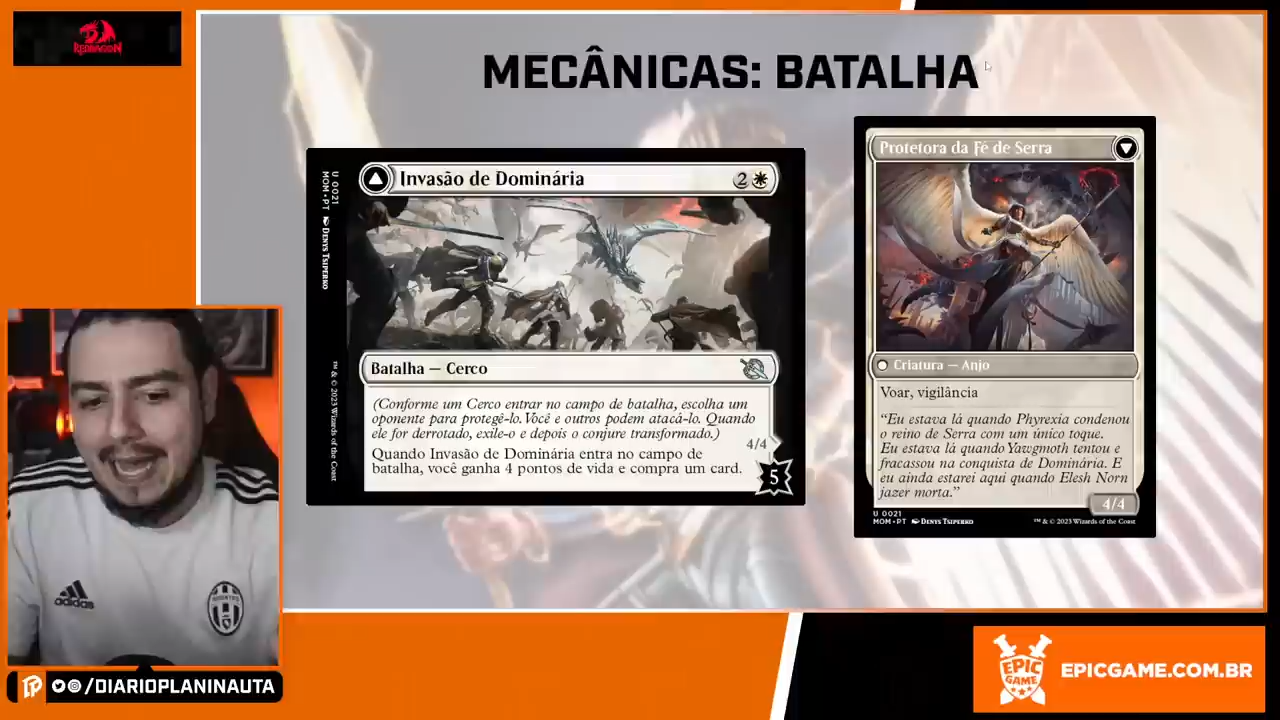 REDRAGON
MECÂNICAS: BATALHA
U 0021
MOM • PT DENYS TSIPERKO
™ & © 2023 Wizards of the Coast
Invasão de Dominária
2
Batalha — Cerco
(Conforme um Cerco entrar no campo de batalha, escolha um
oponente para protegê-lo. Você e outros podem atacá-lo. Quando
ele for derrotado, exile-o e depois o conjure transformado.)
4/4
Quando Invasão de Dominária entra no campo de
batalha, você ganha 4 pontos de vida e compra um card.
5
Protetora da Fé de Serra
Criatura — Anjo
Voar, vigilância
“Eu estava lá quando Phyrexia condenou
o reino de Serra com um único toque.
Eu estava lá quando Yawgmoth tentou e
fracassou na conquista de Dominária. E
eu ainda estarei aqui quando Elesh Norn
jazer morta.”
4/4
U 0021
MOM • PT DENYS TSIPERKO
™ & © 2023 Wizards of the Coast
adidas
JUVENTUS
/DIARIOPLANINAUTA
EPIC
GAME
EPICGAME.COM.BR